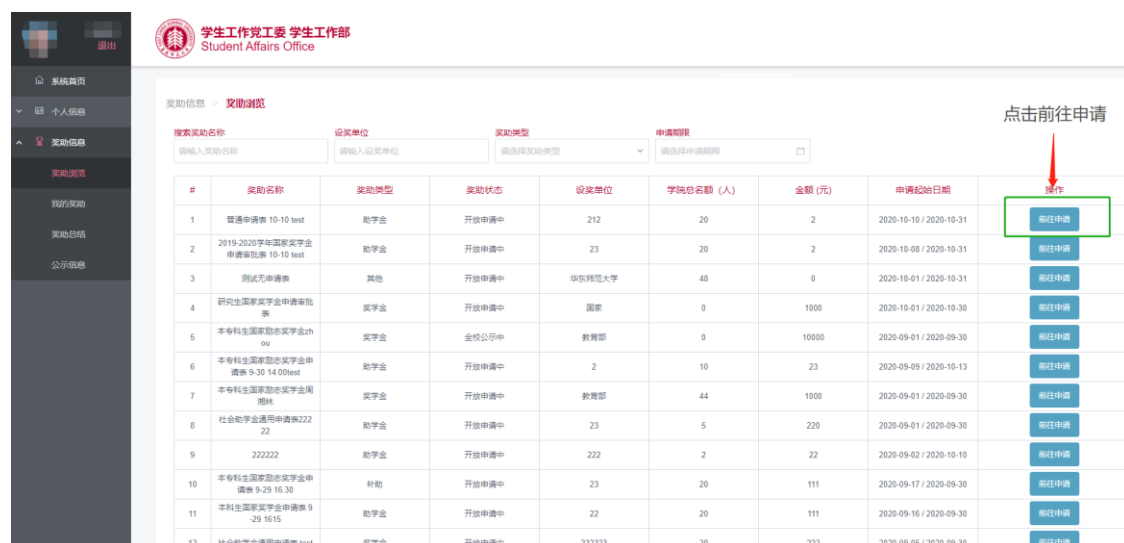 退出
学生工作党工委 学生工作部
Student Affairs Office
系统首页
个人信息
奖助信息
奖助浏览
我的奖助
奖助总结
公示信息
奖助信息 > 奖助浏览
点击前往申请
搜索奖助名称 设奖单位 奖助类型 申请期限
请输入奖助名称 请输入设奖单位 请选择奖助类型 请选择申请期限
# 奖助名称 奖助类型 奖助状态 设奖单位 学院总名额（人） 金额 (元) 申请起始日期 操作
1 普通申请表 10-10 test 助学金 开放申请中 212 20 2 2020-10-10 / 2020-10-31 前往申请
2 2019-2020学年国家奖学金
申请审批表 10-10 test 助学金 开放申请中 23 20 2 2020-10-08 / 2020-10-31 前往申请
3 测试无申请表 其他 开放申请中 华东师范大学 48 0 2020-10-01 / 2020-10-31 前往申请
4 研究生国家奖学金申请审批
表 奖学金 开放申请中 国家 0 1000 2020-10-01 / 2020-10-30 前往申请
5 本专科生国家励志奖学金zh
ou 奖学金 全校公示中 教育部 0 10000 2020-09-01 / 2020-09-30 前往申请
6 本专科生国家励志奖学金申
请表 9-30 14.00test 助学金 开放申请中 2 10 23 2020-09-09 / 2020-10-13 前往申请
7 本专科生国家励志奖学金周
湘林 奖学金 开放申请中 教育部 44 1000 2020-09-01 / 2020-09-30 前往申请
8 社会助学金通用申请表222
22 助学金 开放申请中 23 5 220 2020-09-01 / 2020-09-30 前往申请
9 222222 助学金 开放申请中 222 2 22 2020-09-02 / 2020-10-10 前往申请
10 本专科生国家励志奖学金申
请表 9-29 16.30 补助 开放申请中 23 20 111 2020-09-17 / 2020-09-30 前往申请
11 本科生国家奖学金申请表 9
-29 1615 助学金 开放申请中 22 20 111 2020-09-16 / 2020-09-30 前往申请